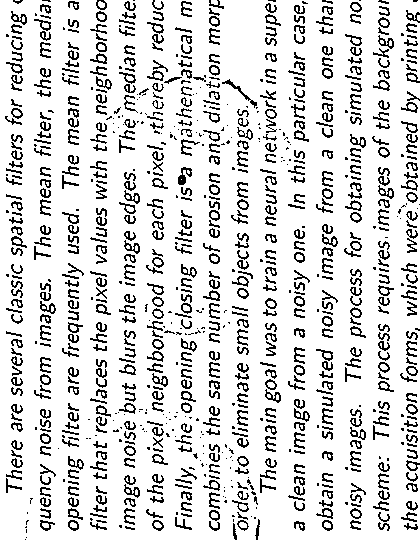 There are several classic spatial filters for reducing
quency noise from images. The mean filter, the median
opening filter are frequently used. The mean filter is a
filter that replaces the pixel values with the neighborhoo
image noise but blurs the image edges. The median filte
of the pixel neighborhood for each pixel, thereby reduc
Finally, the opening closing filter is a mathematical m
combines the same number of erosion and dilation morp
order to eliminate small objects from images.
The main goal was to train a neural network in a supe
a clean image from a noisy one. In this particular case,
obtain a simulated noisy image from a clean one than
noisy images. The process for obtaining simulated no
scheme: This process requires images of the backgroun
the acquisition forms, which were obtained by printing